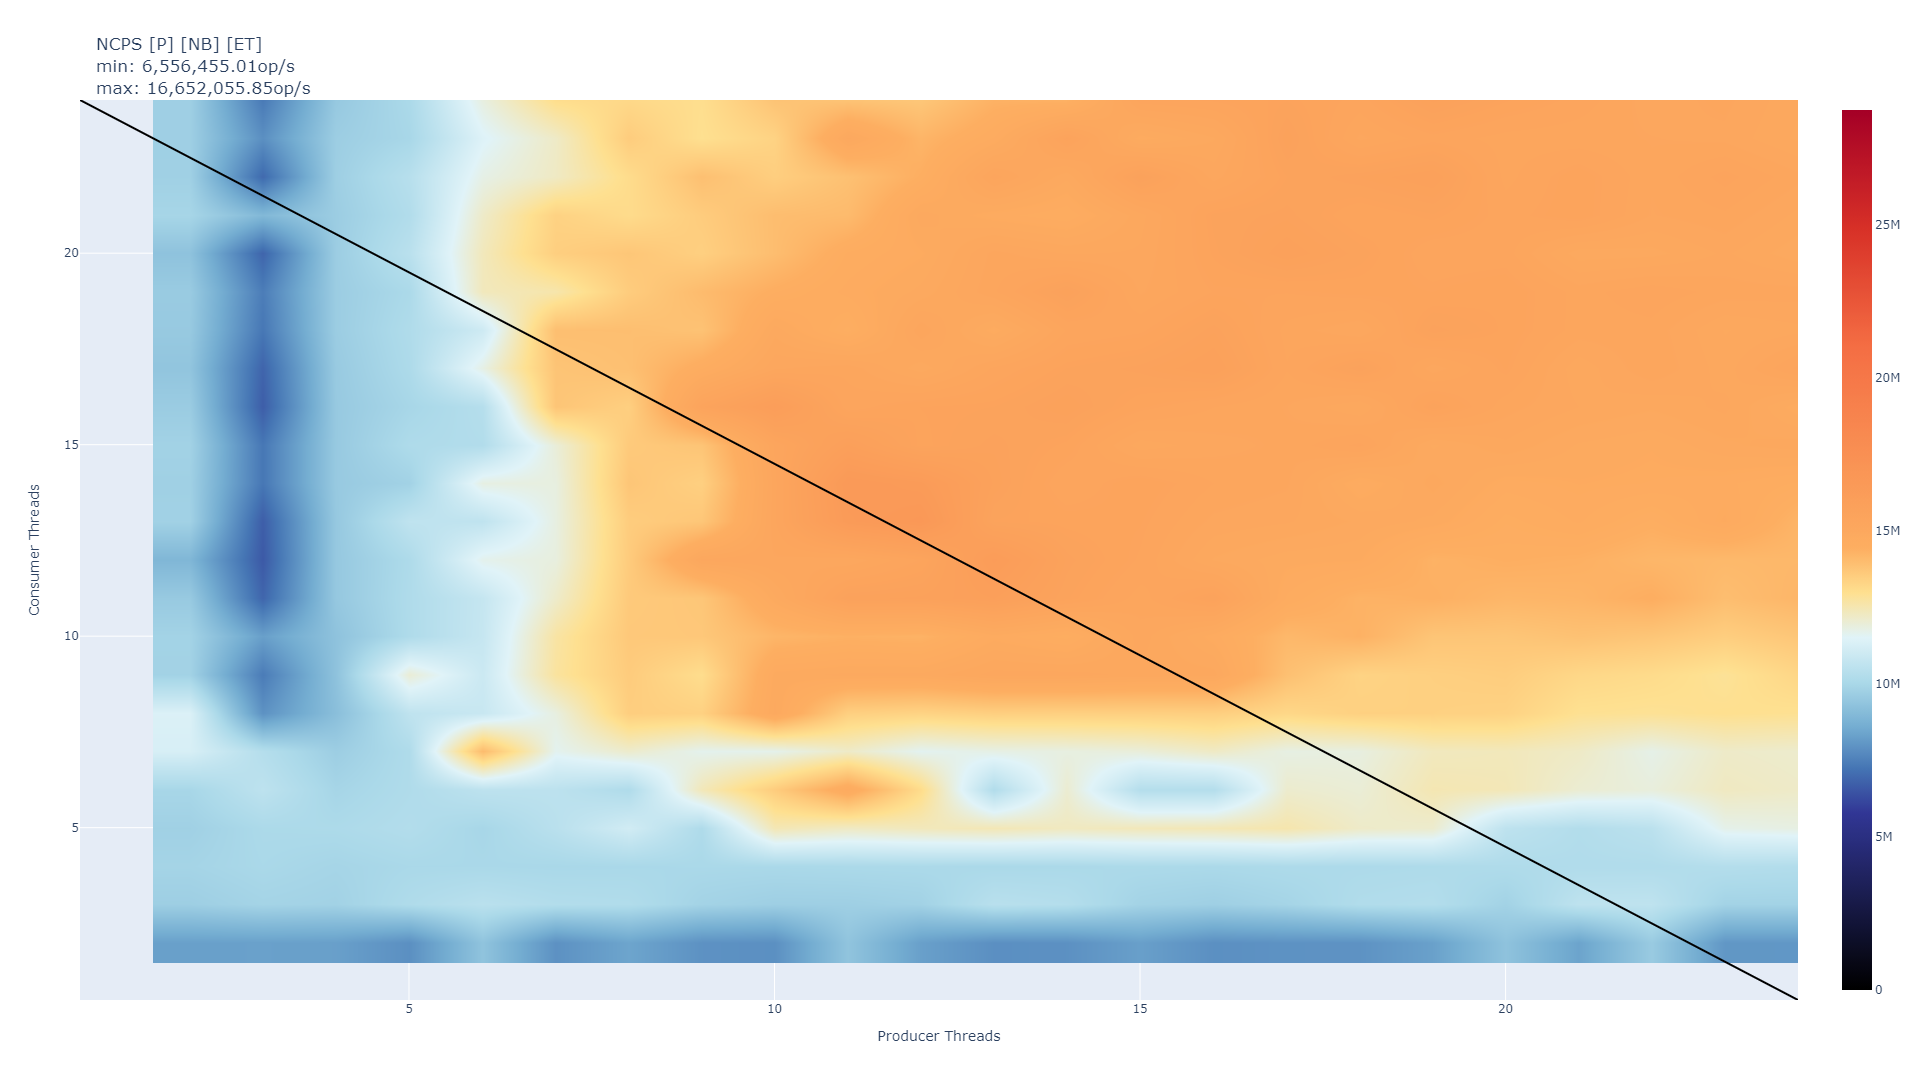 NCPS [P] [NB] [ET]
min: 6,556,455.01op/s
max: 16,652,055.85op/s
25M
20M
15M
10M
5M
0
20
15
10
5
Consumer Threads
5
10
15
20
Producer Threads